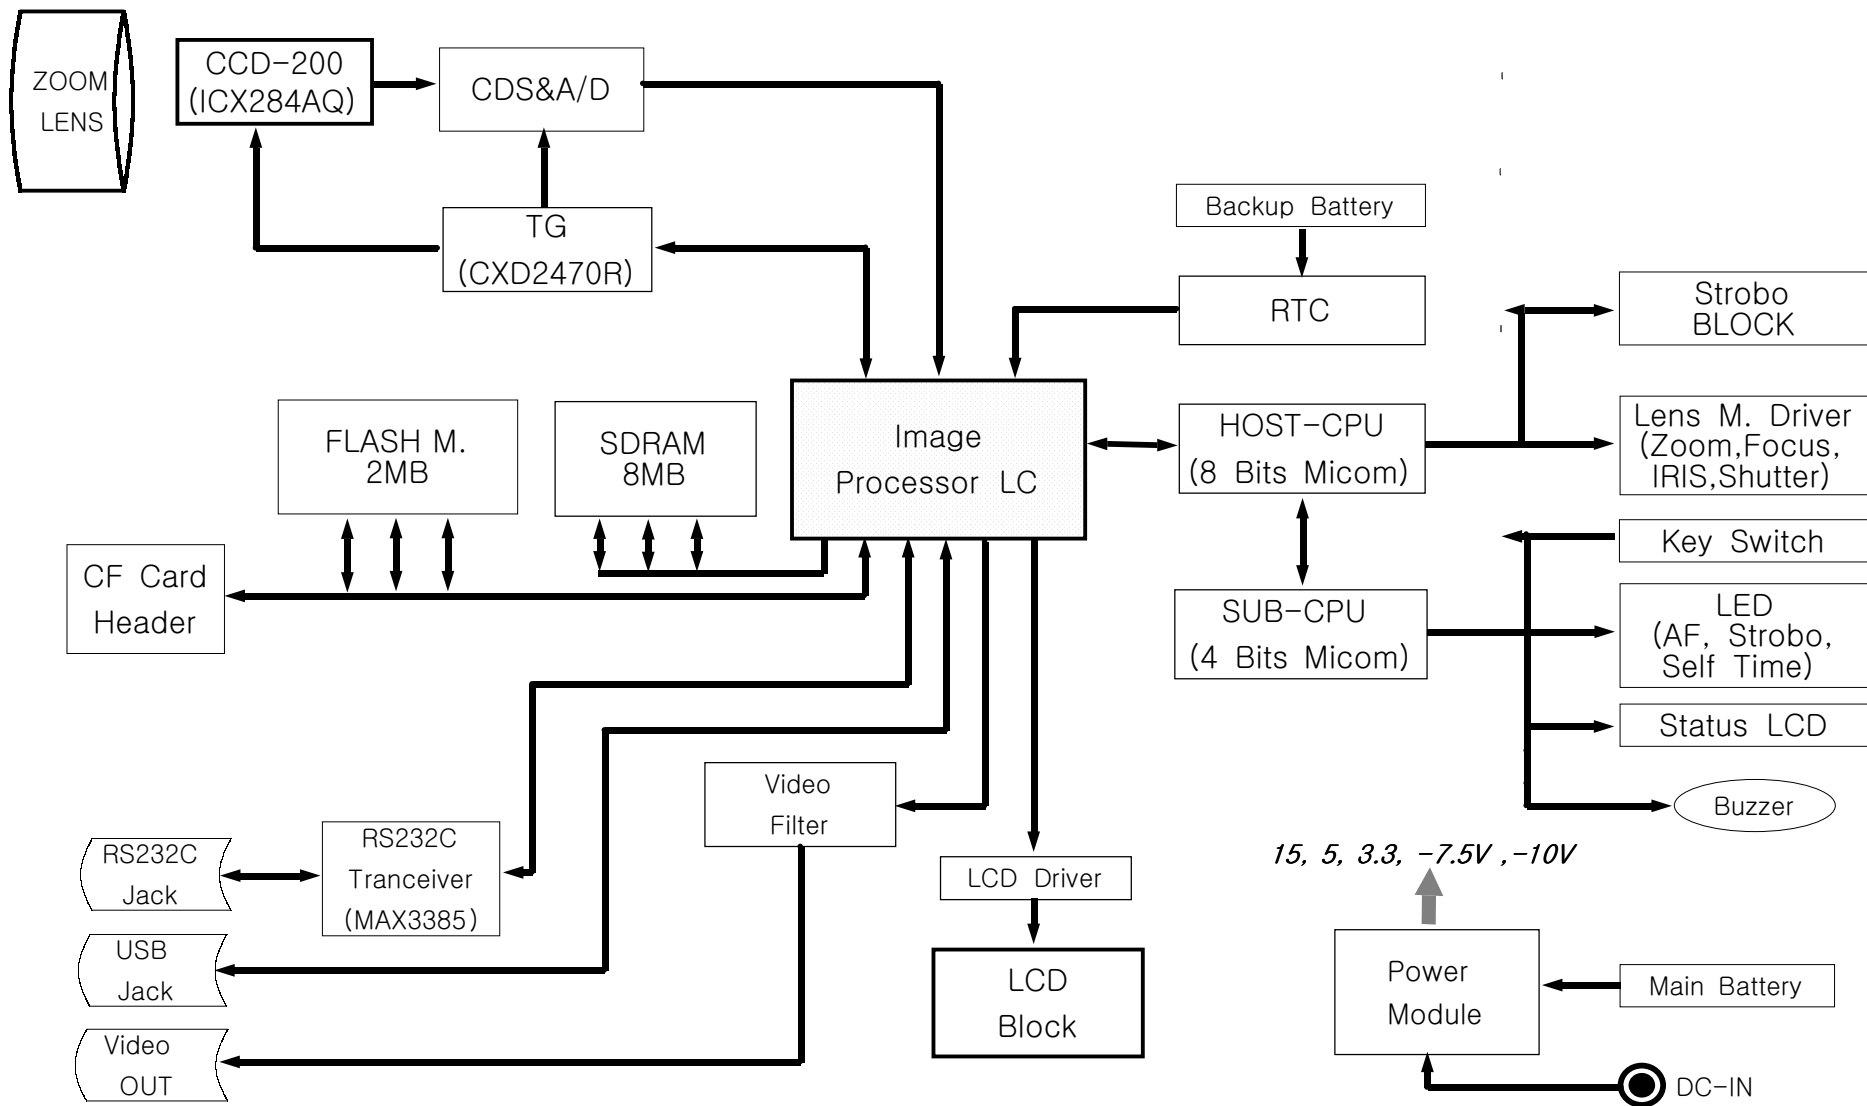 ZOOM
LENS
CCD-200
(ICX284AQ)
CDS&A/D
TG
(CXD2470R)
Backup Battery
RTC
Strobo
BLOCK
FLASH M.
2MB
SDRAM
8MB
Image
Processor LC
HOST-CPU
(8 Bits Micom)
Lens M. Driver
(Zoom,Focus,
IRIS,Shutter)
Key Switch
CF Card
Header
SUB-CPU
(4 Bits Micom)
LED
(AF, Strobo,
Self Time)
Status LCD
Video
Filter
Buzzer
RS232C
Jack
RS232C
Tranceiver
(MAX3385)
LCD Driver
15, 5, 3.3, -7.5V ,-10V
USB
Jack
LCD
Block
Power
Module
Main Battery
Video
OUT
DC-IN